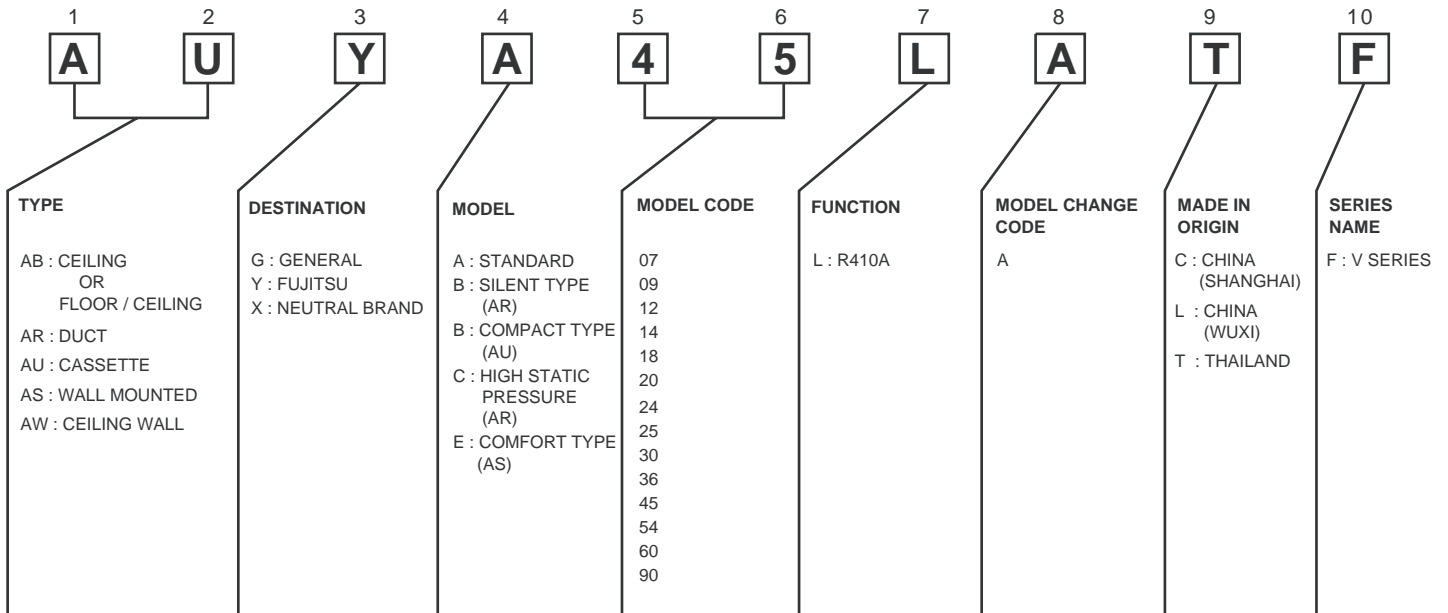 1 2 3 4 5 6 7 8 9 10
A U Y A 4 5 L A T F
TYPE
AB : CEILING
OR
FLOOR / CEILING
AR : DUCT
AU : CASSETTE
AS : WALL MOUNTED
AW : CEILING WALL
DESTINATION
G : GENERAL
Y : FUJITSU
X : NEUTRAL BRAND
MODEL
A : STANDARD
B : SILENT TYPE
(AR)
B : COMPACT TYPE
(AU)
C : HIGH STATIC
PRESSURE
(AR)
E : COMFORT TYPE
(AS)
MODEL CODE
07
09
12
14
18
20
24
25
30
36
45
54
60
90
FUNCTION
L : R410A
MODEL CHANGE
CODE
A
MADE IN
ORIGIN
C : CHINA
(SHANGHAI)
L : CHINA
(WUXI)
T : THAILAND
SERIES
NAME
F : V SERIES